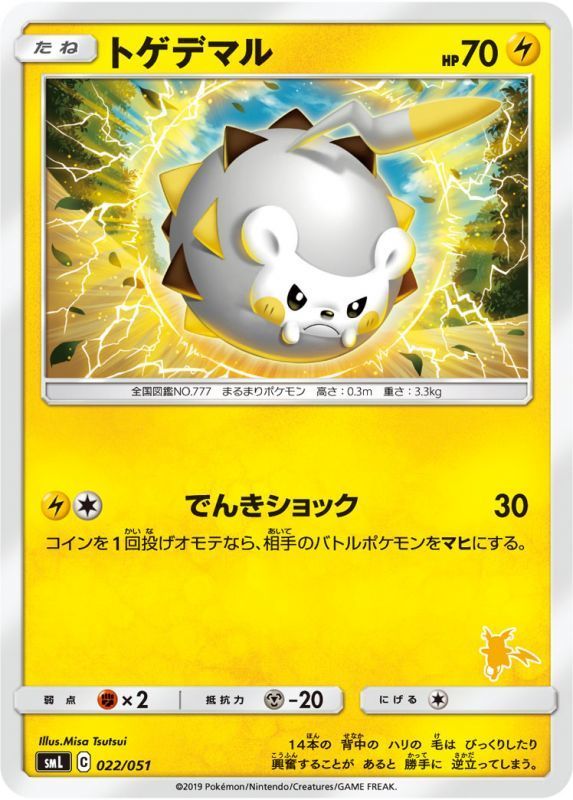 たね トゲデマル HP70
全国図鑑NO.777 まるまりポケモン 高さ:0.3m 重さ:3.3kg
でんきショック 30
コインを1回投げオモテなら、相手のバトルポケモンをマヒにする。
弱点 ×2 抵抗力 -20 にげる
Illus.Misa Tsutsui
SML C 022/051
14本の 背中の ハリの 毛は びっくりしたり
興奮することが あると 勝手に 逆立ってしまう。
©2019 Pokémon/Nintendo/Creatures/GAME FREAK.